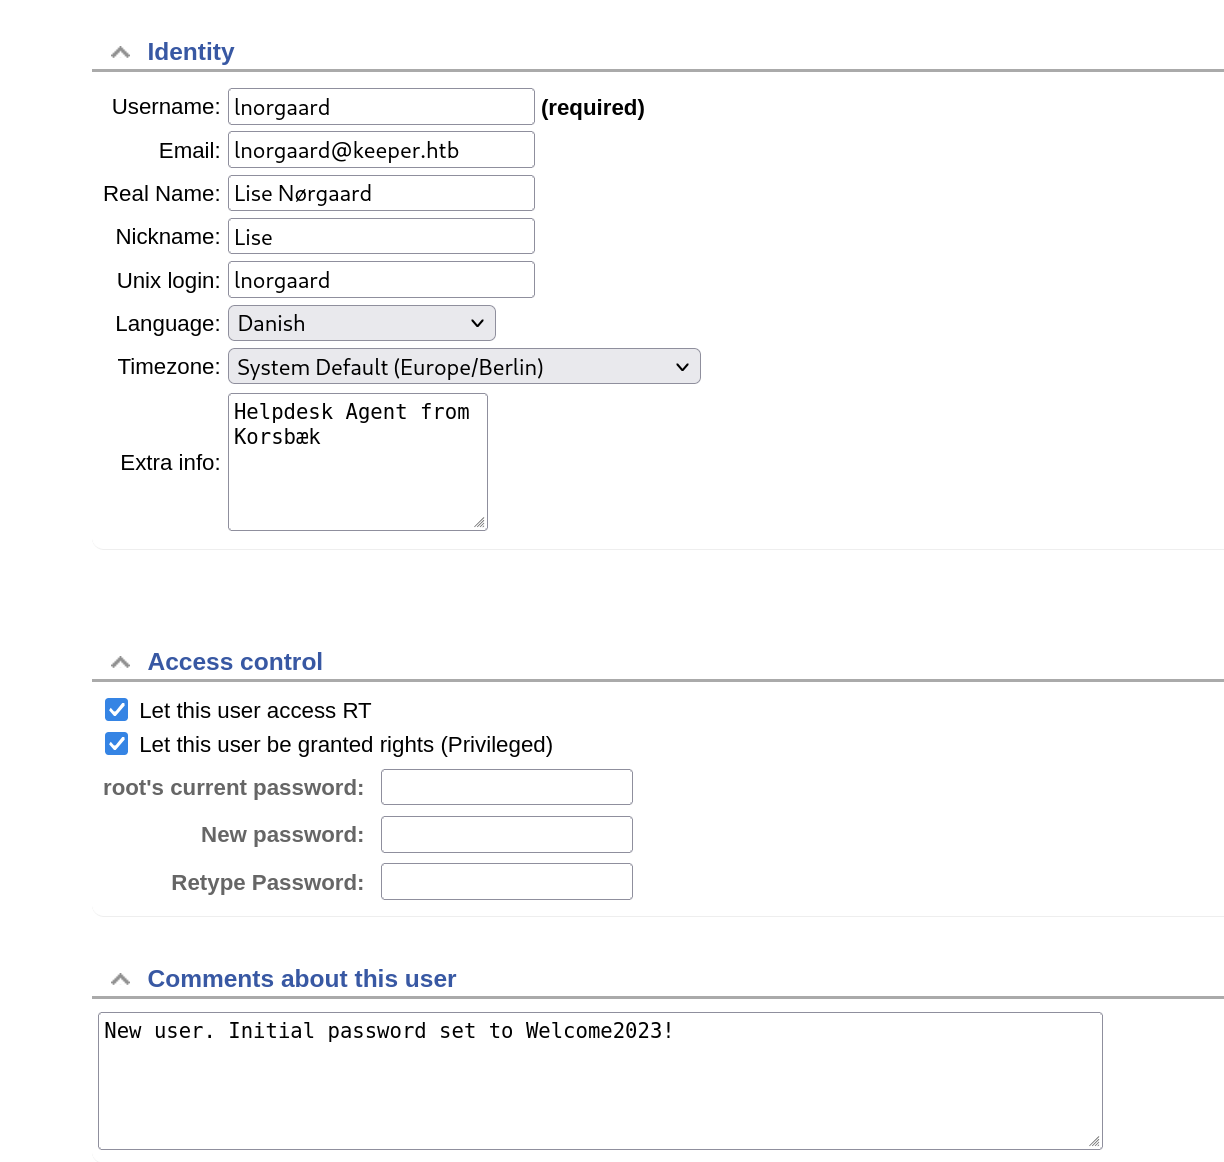 Identity
Username: lnorgaard (required)
Email: lnorgaard@keeper.htb
Real Name: Lise Nørgaard
Nickname: Lise
Unix login: lnorgaard
Language: Danish
Timezone: System Default (Europe/Berlin)
Extra info: Helpdesk Agent from
Korsbæk
Access control
Let this user access RT
Let this user be granted rights (Privileged)
root's current password:
New password:
Retype Password:
Comments about this user
New user. Initial password set to Welcome2023!